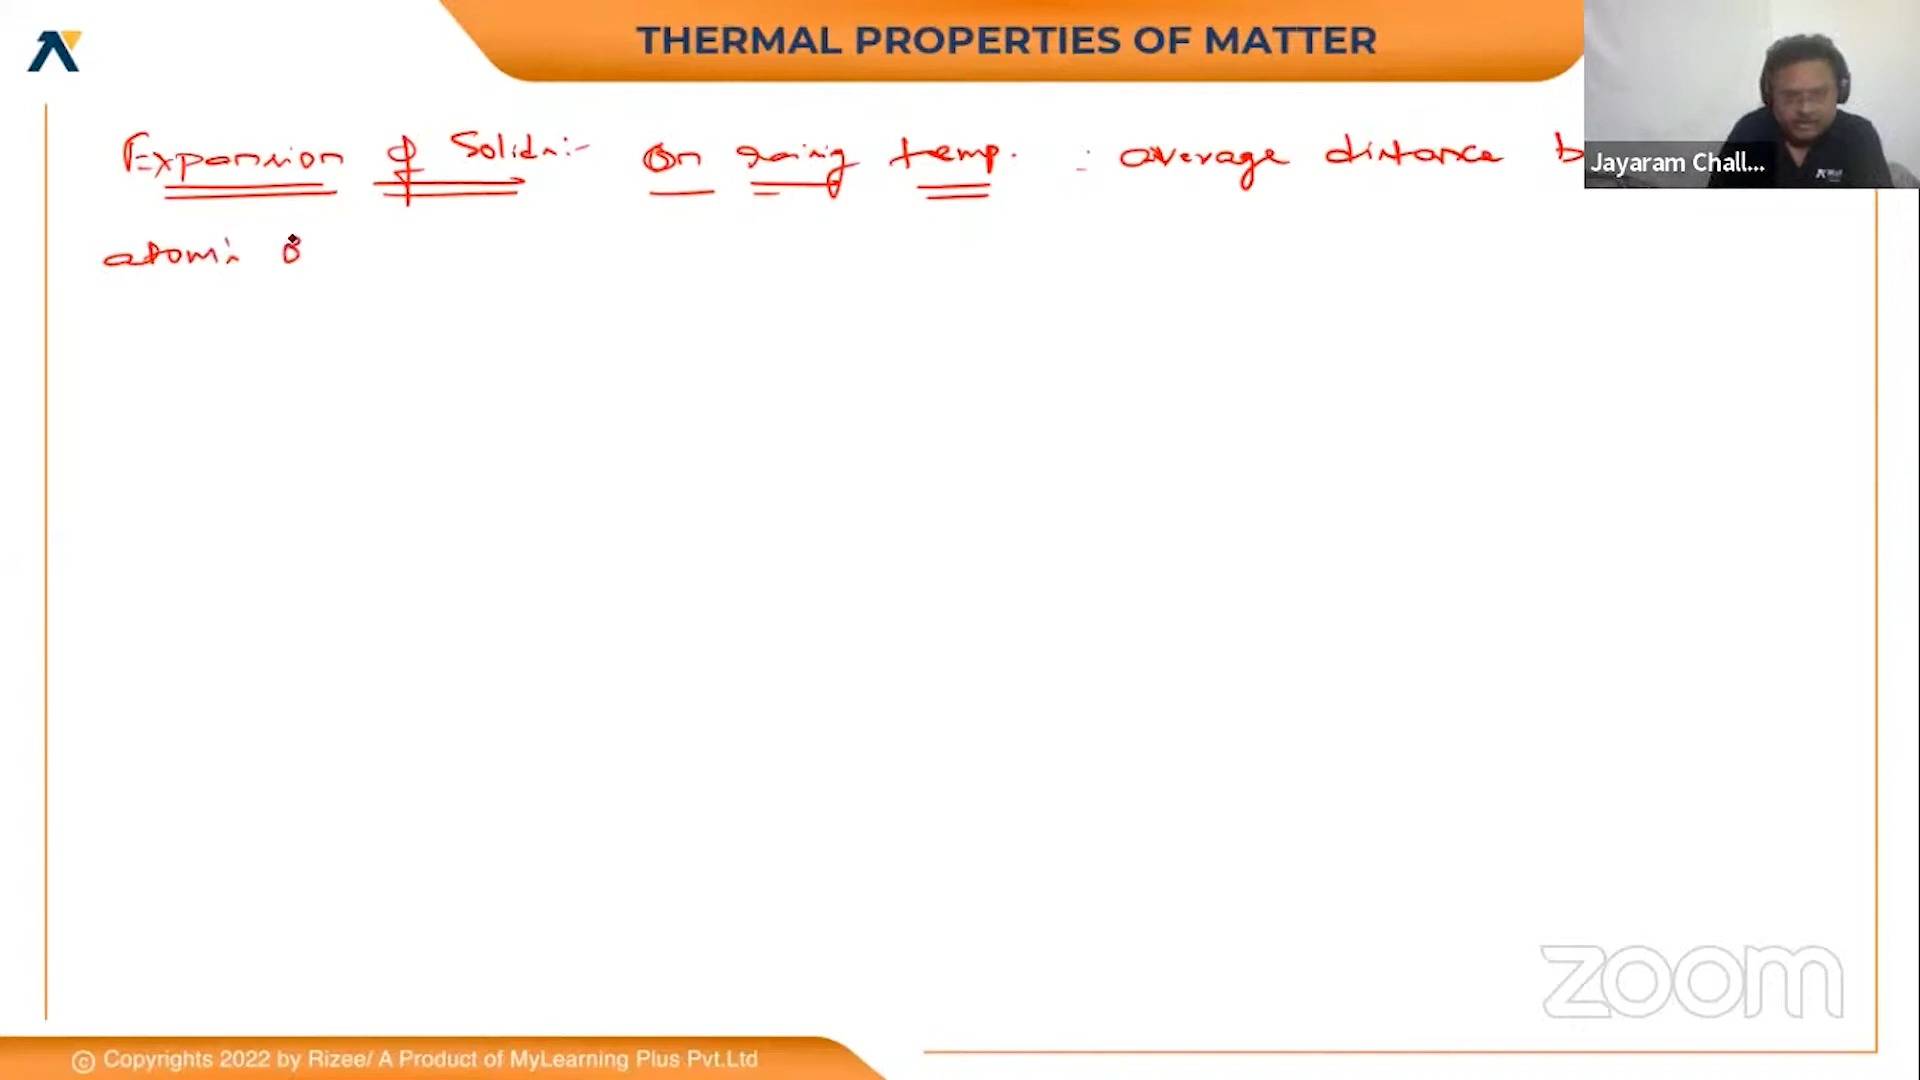 THERMAL PROPERTIES OF MATTER
Expansion of Solids:- On raising temp. : average distance b
Jayaram Chall...
atoms
zoom
© Copyrights 2022 by Rizee/ A Product of MyLearning Plus Pvt.Ltd